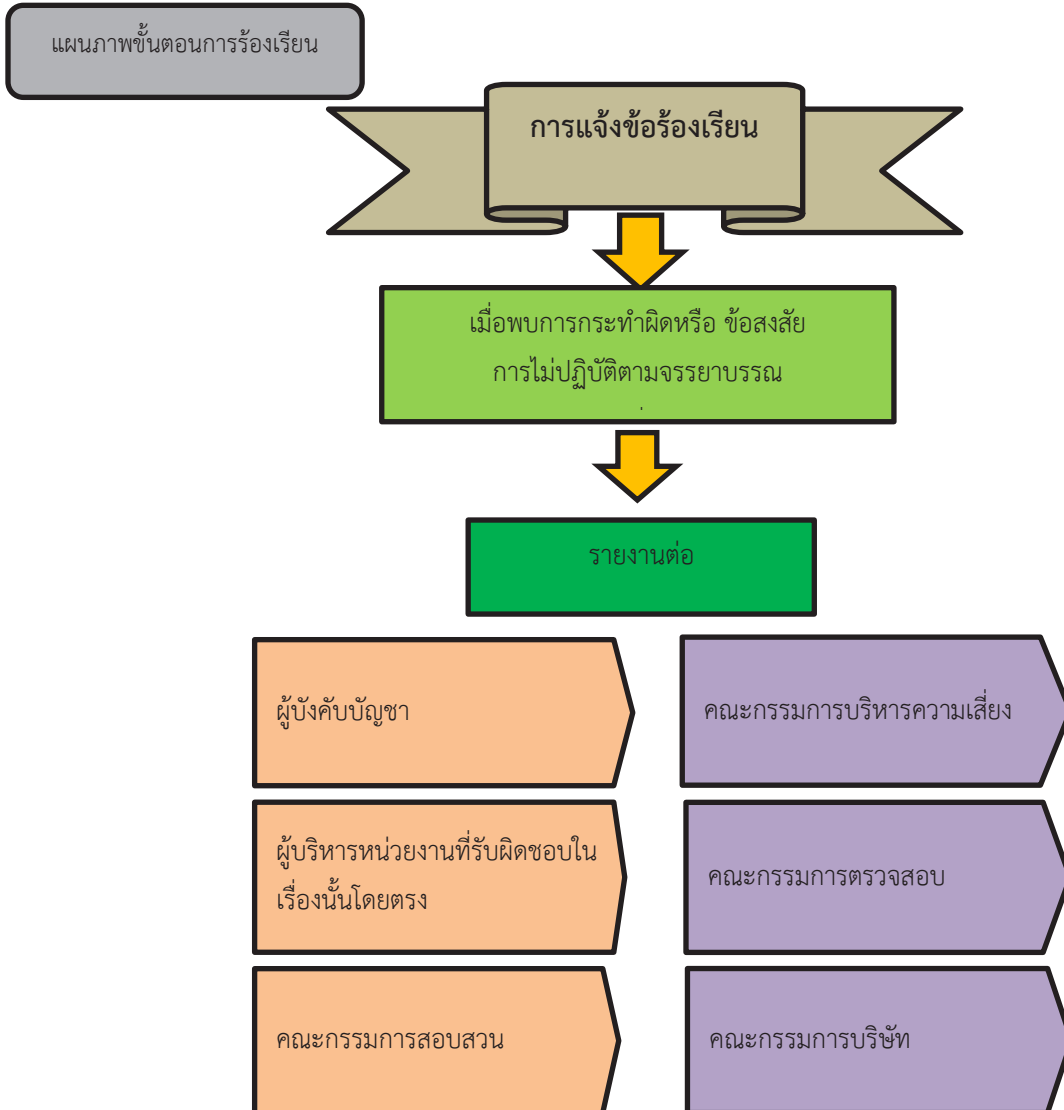 แผนภาพขั้นตอนการร้องเรียน
การแจ้งข้อร้องเรียน
เมื่อพบการกระทำผิดหรือ ข้อสงสัย
การไม่ปฏิบัติตามจรรยาบรรณ
รายงานต่อ
ผู้บังคับบัญชา
ผู้บริหารหน่วยงานที่รับผิดชอบใน
เรื่องนั้นโดยตรง
คณะกรรมการสอบสวน
คณะกรรมการบริหารความเสี่ยง
คณะกรรมการตรวจสอบ
คณะกรรมการบริษัท